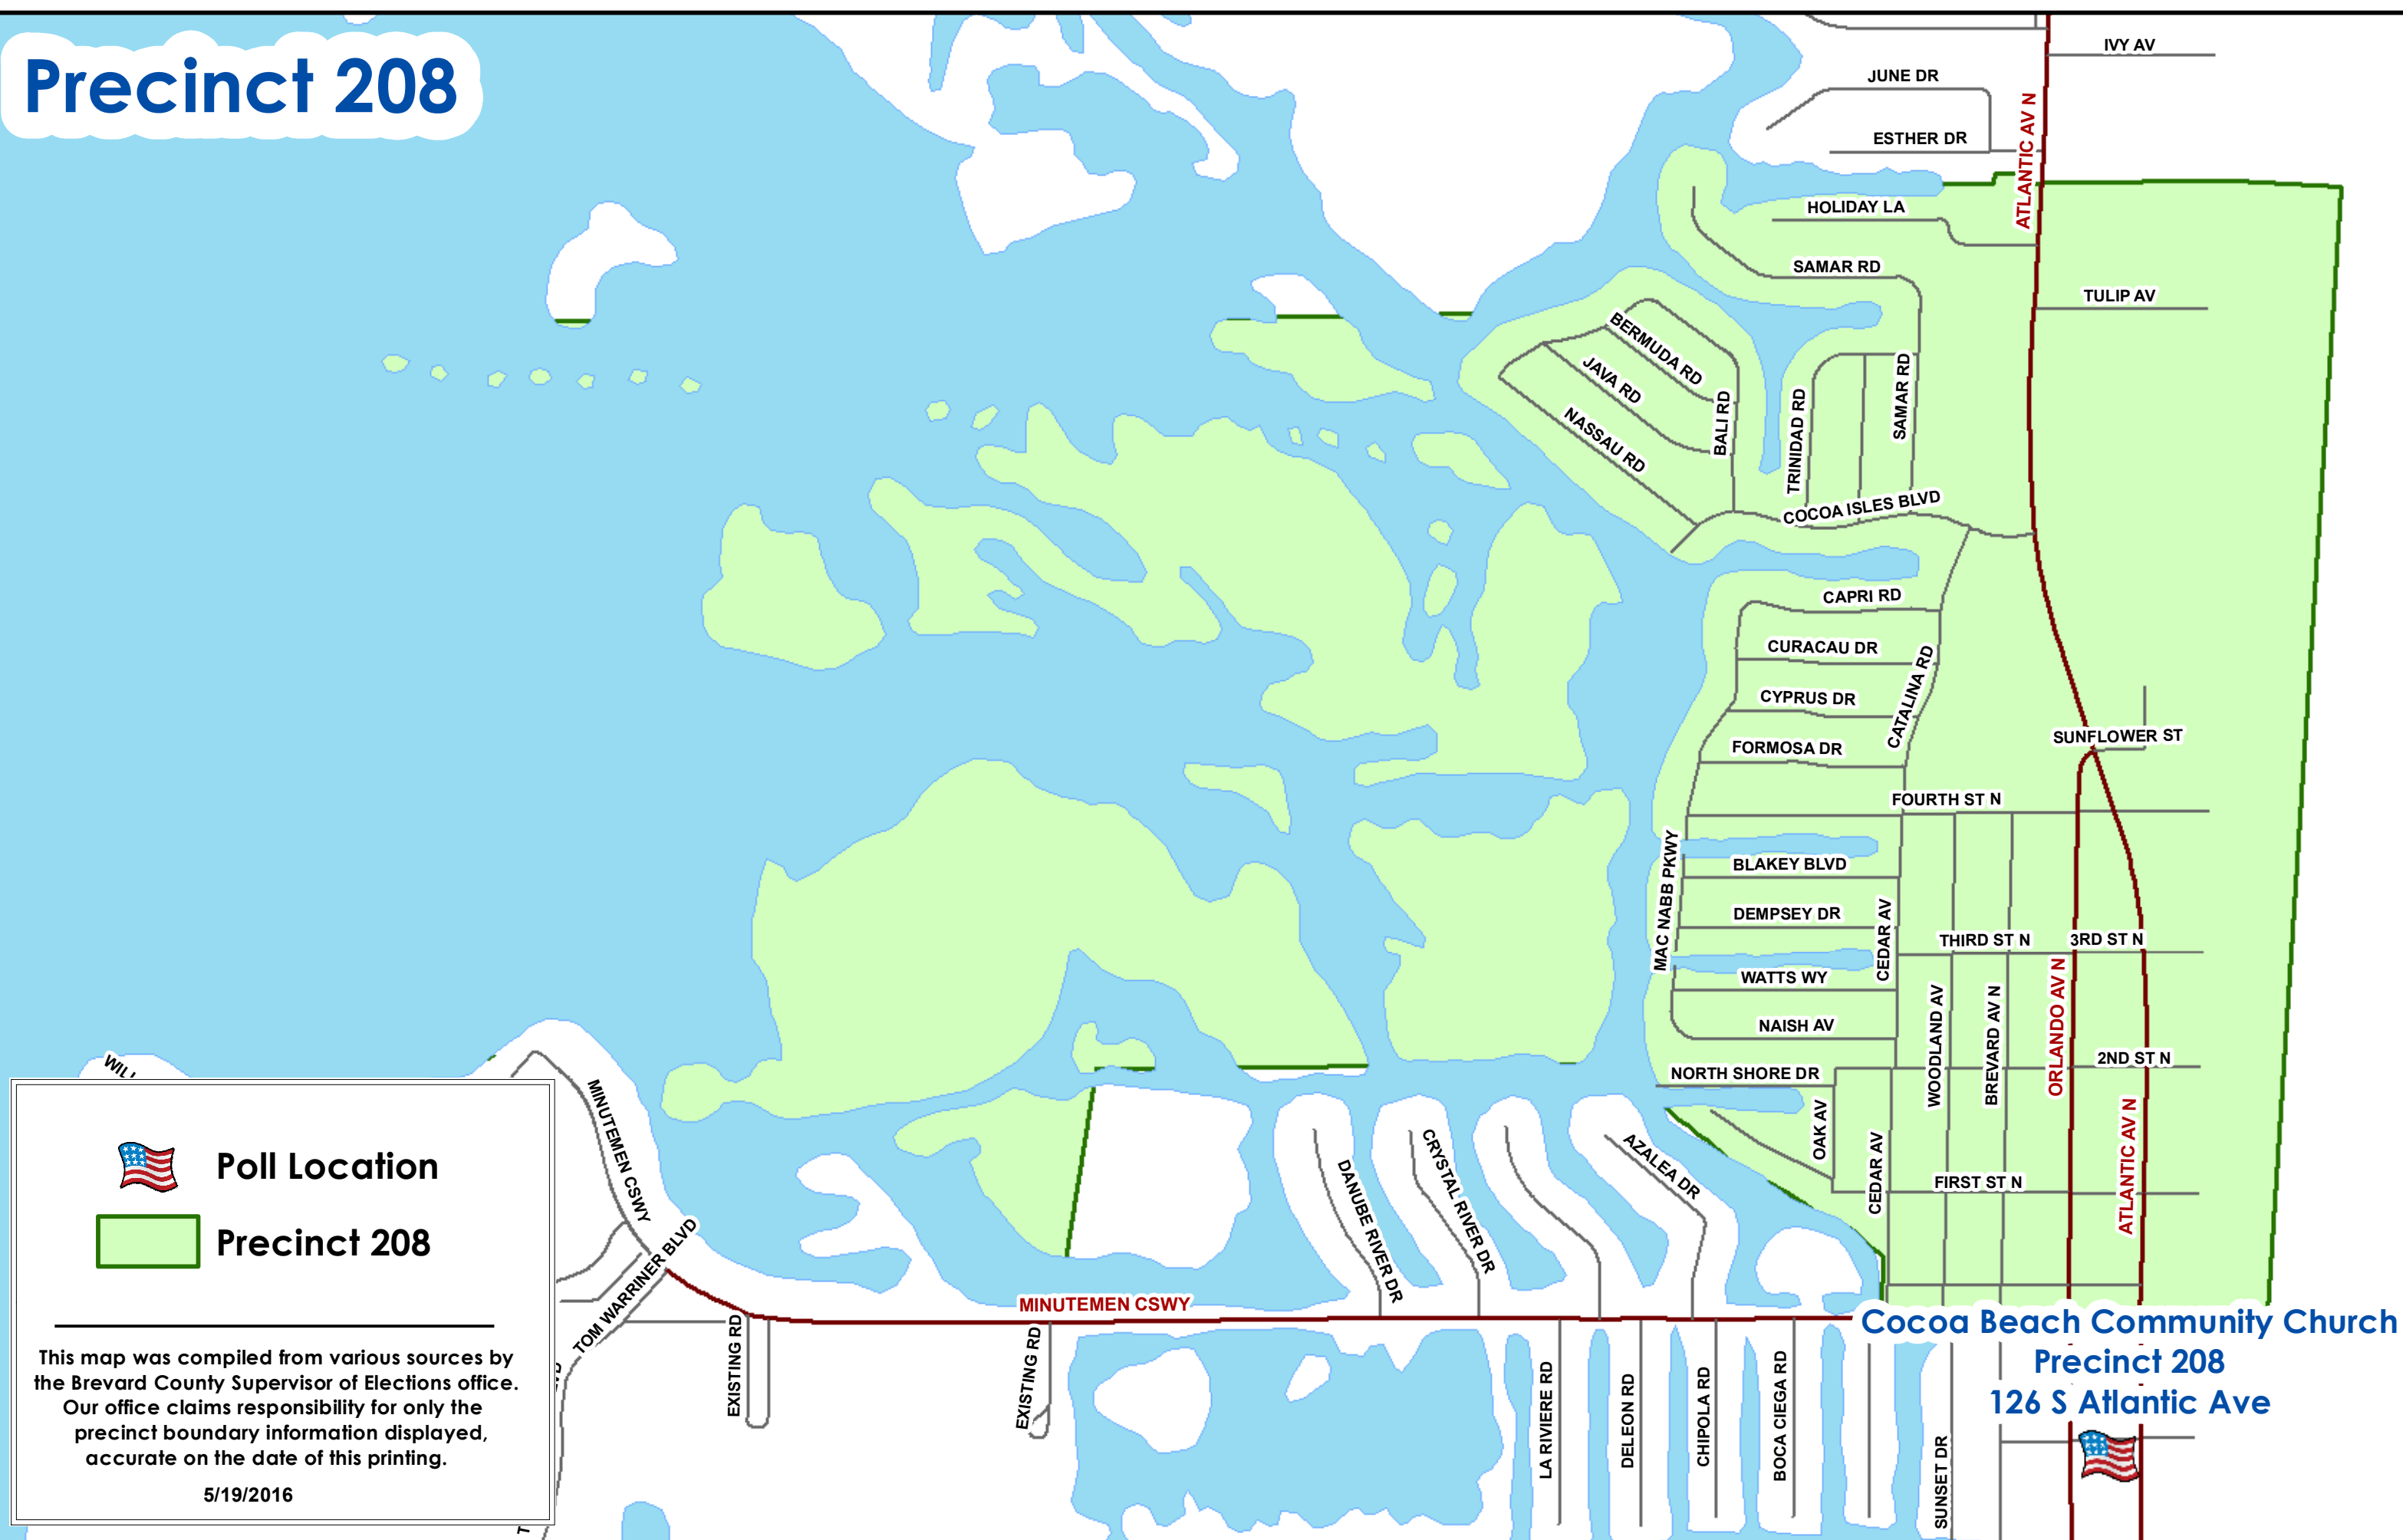 Precinct 208
IVY AV
JUNE DR
ESTHER DR
ATLANTIC AV N
HOLIDAY LA
SAMAR RD
TULIP AV
BERMUDA RD
JAVA RD
NASSAU RD
BALI RD
TRINIDAD RD
SAMAR RD
COCOA ISLES BLVD
CAPRI RD
CURACAU DR
CYPRUS DR
CATALINA RD
FORMOSA DR
SUNFLOWER ST
FOURTH ST N
MAC NABB PKWY
BLAKEY BLVD
DEMPSEY DR
CEDAR AV
THIRD ST N
3RD ST N
WATTS WY
NAISH AV
WOODLAND AV
BREVARD AV N
ORLANDO AV N
2ND ST N
NORTH SHORE DR
OAK AV
CEDAR AV
FIRST ST N
ATLANTIC AV N
MINUTEMEN CSWY
TOM WARRINER BLVD
DANUBE RIVER DR
CRYSTAL RIVER DR
AZALEA DR
MINUTEMEN CSWY
EXISTING RD
EXISTING RD
LA RIVIERE RD
DELEON RD
CHIPOLA RD
BOCA CIEGA RD
SUNSET DR
Cocoa Beach Community Church
Precinct 208
126 S Atlantic Ave
Poll Location
Precinct 208
This map was compiled from various sources by
the Brevard County Supervisor of Elections office.
Our office claims responsibility for only the
precinct boundary information displayed,
accurate on the date of this printing.
5/19/2016